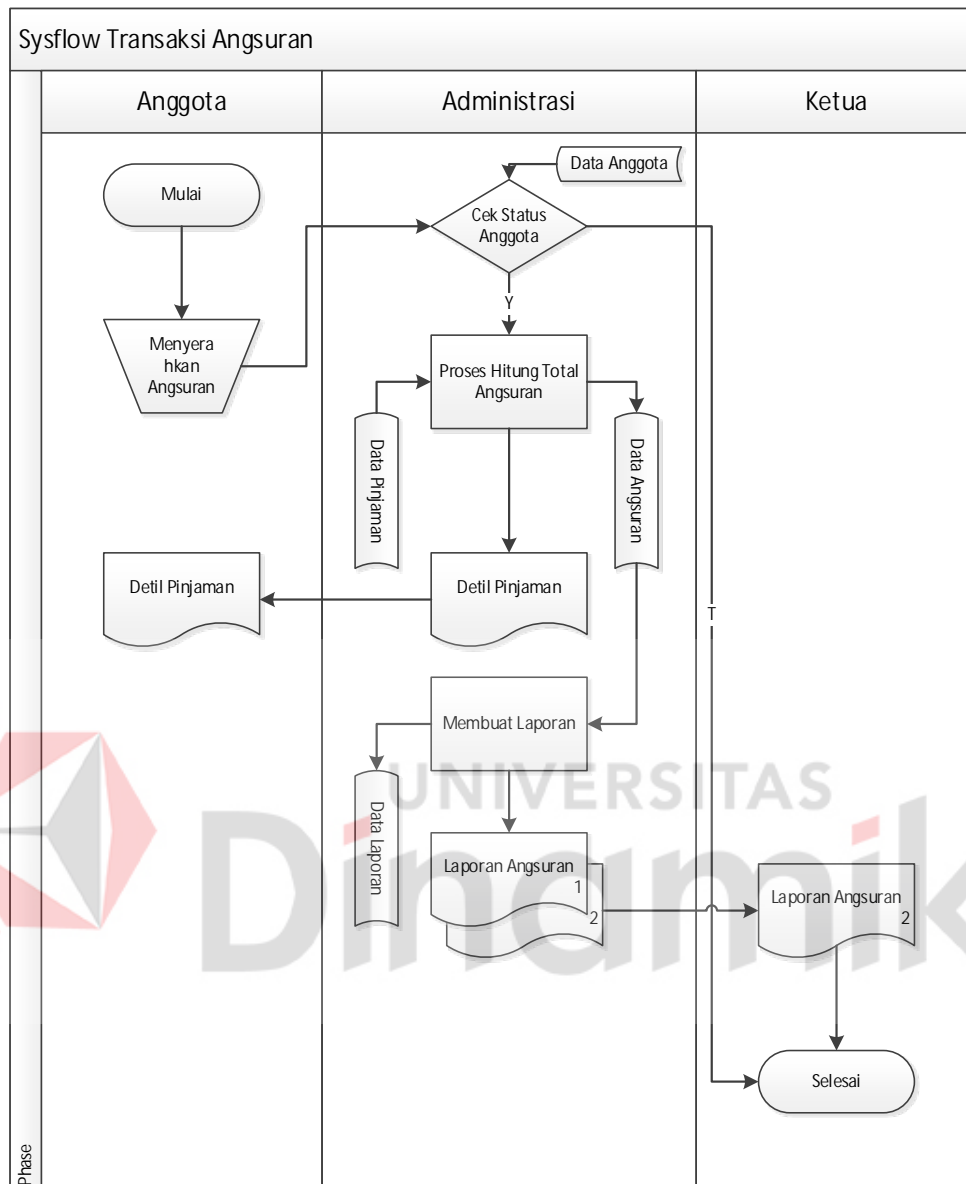 Sysflow Transaksi Angsuran
Anggota
Administrasi
Ketua
Mulai
Data Anggota
Cek Status
Anggota
Y
Menyera
hkan
Angsuran
Proses Hitung Total
Angsuran
Data Pinjaman
Data Angsuran
Detil Pinjaman
Detil Pinjaman
T
Membuat Laporan
Data Laporan
UNIVERSITAS
Dinamik
Laporan Angsuran
1
2
Laporan Angsuran
2
Selesai
Phase